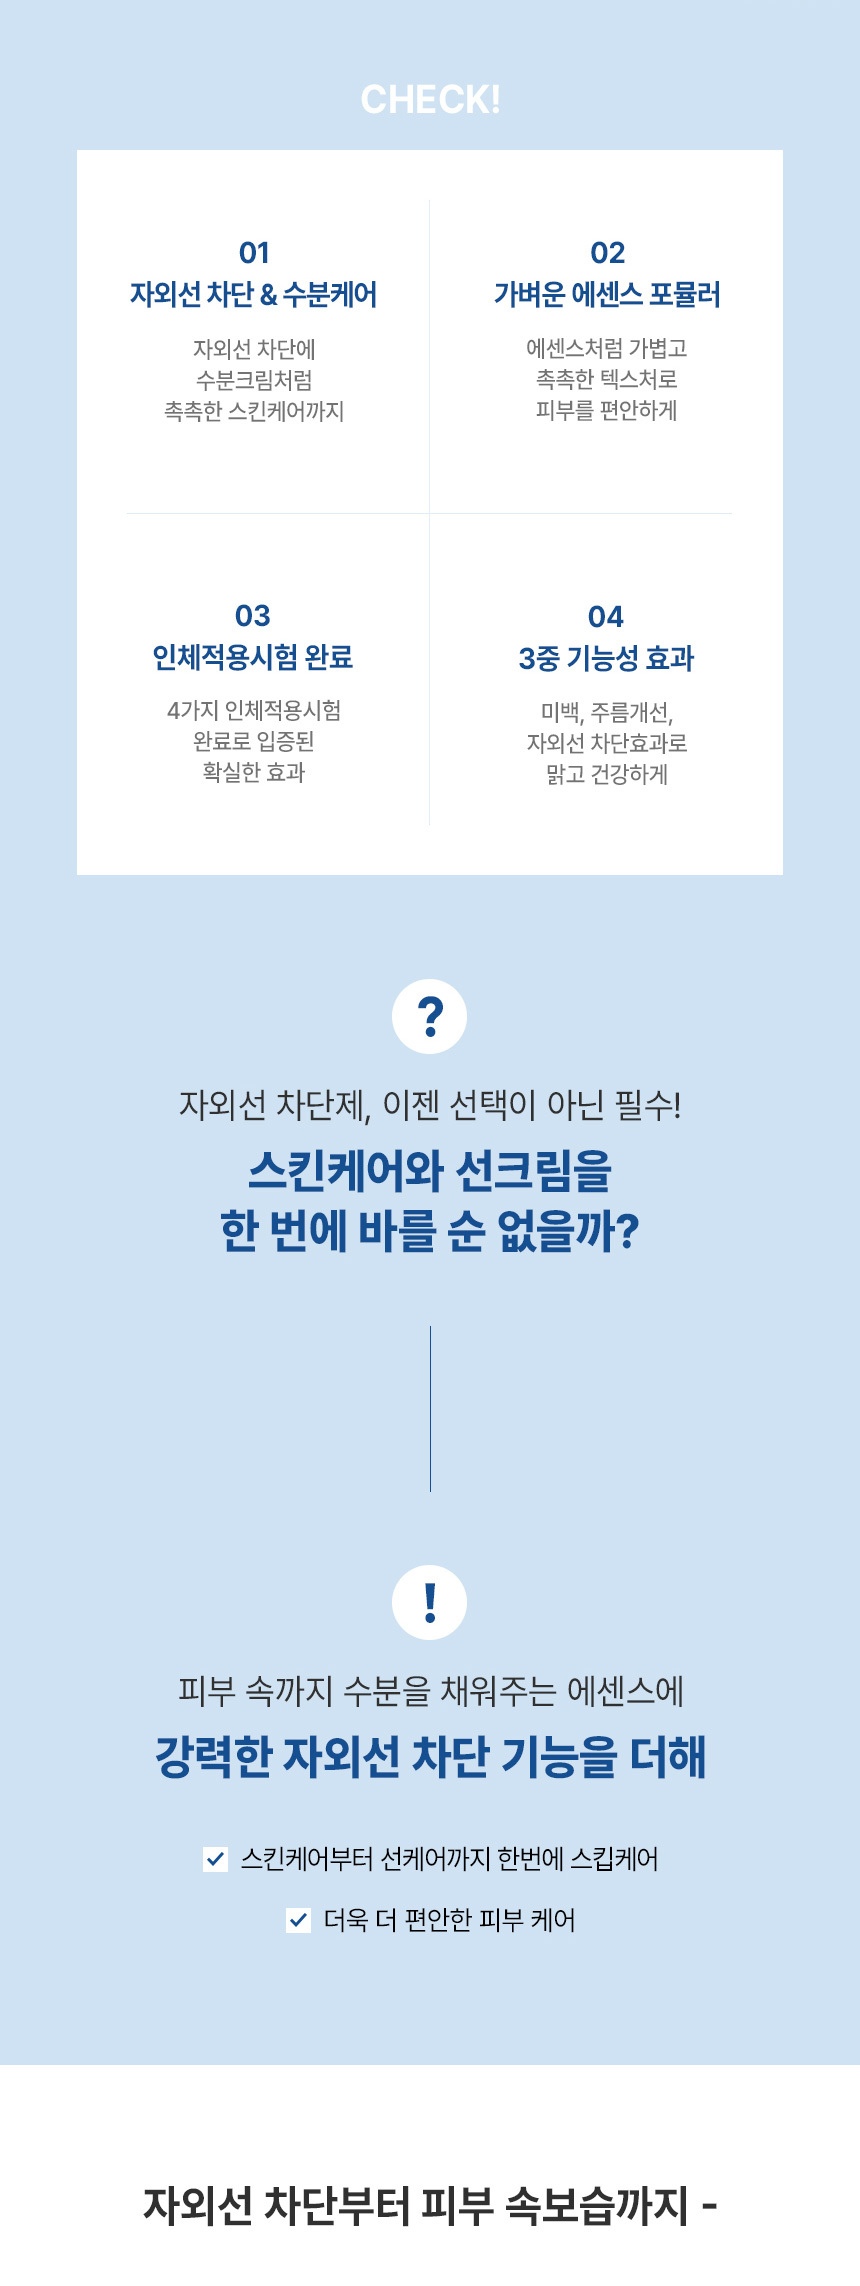 CHECK!
01
자외선 차단 & 수분케어
자외선 차단에
수분크림처럼
촉촉한 스킨케어까지
02
가벼운 에센스 포뮬러
에센스처럼 가볍고
촉촉한 텍스처로
피부를 편안하게
03
인체적용시험 완료
4가지 인체적용시험
완료로 입증된
확실한 효과
04
3중 기능성 효과
미백, 주름개선,
자외선 차단효과로
맑고 건강하게
?
자외선 차단제, 이젠 선택이 아닌 필수!
스킨케어와 선크림을
한 번에 바를 순 없을까?
!
피부 속까지 수분을 채워주는 에센스에
강력한 자외선 차단 기능을 더해
스킨케어부터 선케어까지 한번에 스킵케어
더욱 더 편안한 피부 케어
자외선 차단부터 피부 속보습까지 -